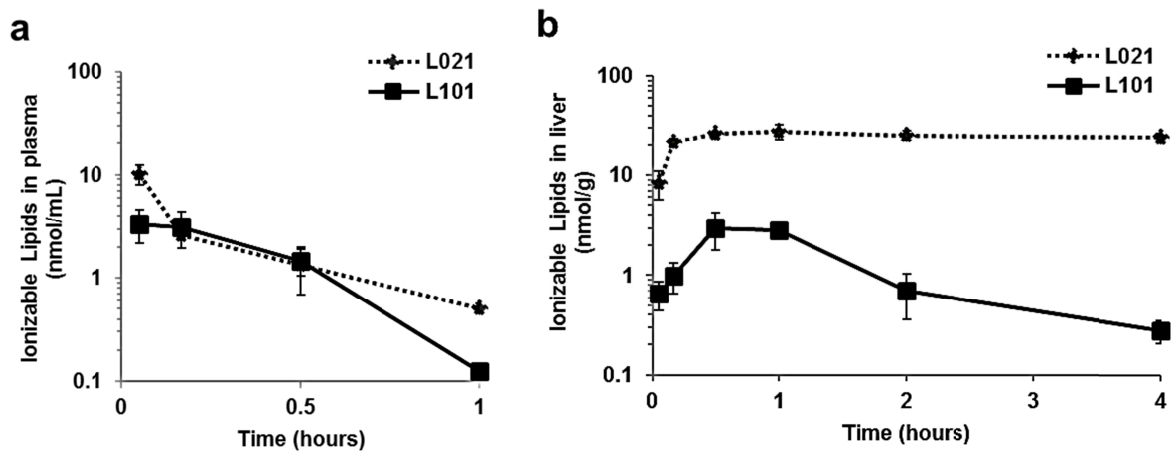 a
L021
L101
Ionizable Lipids in plasma
(nmol/mL)
100
10
1
0.1
0
0.5
1
Time (hours)
b
L021
L101
Ionizable Lipids in liver
(nmol/g)
100
10
1
0.1
0
1
2
3
4
Time (hours)